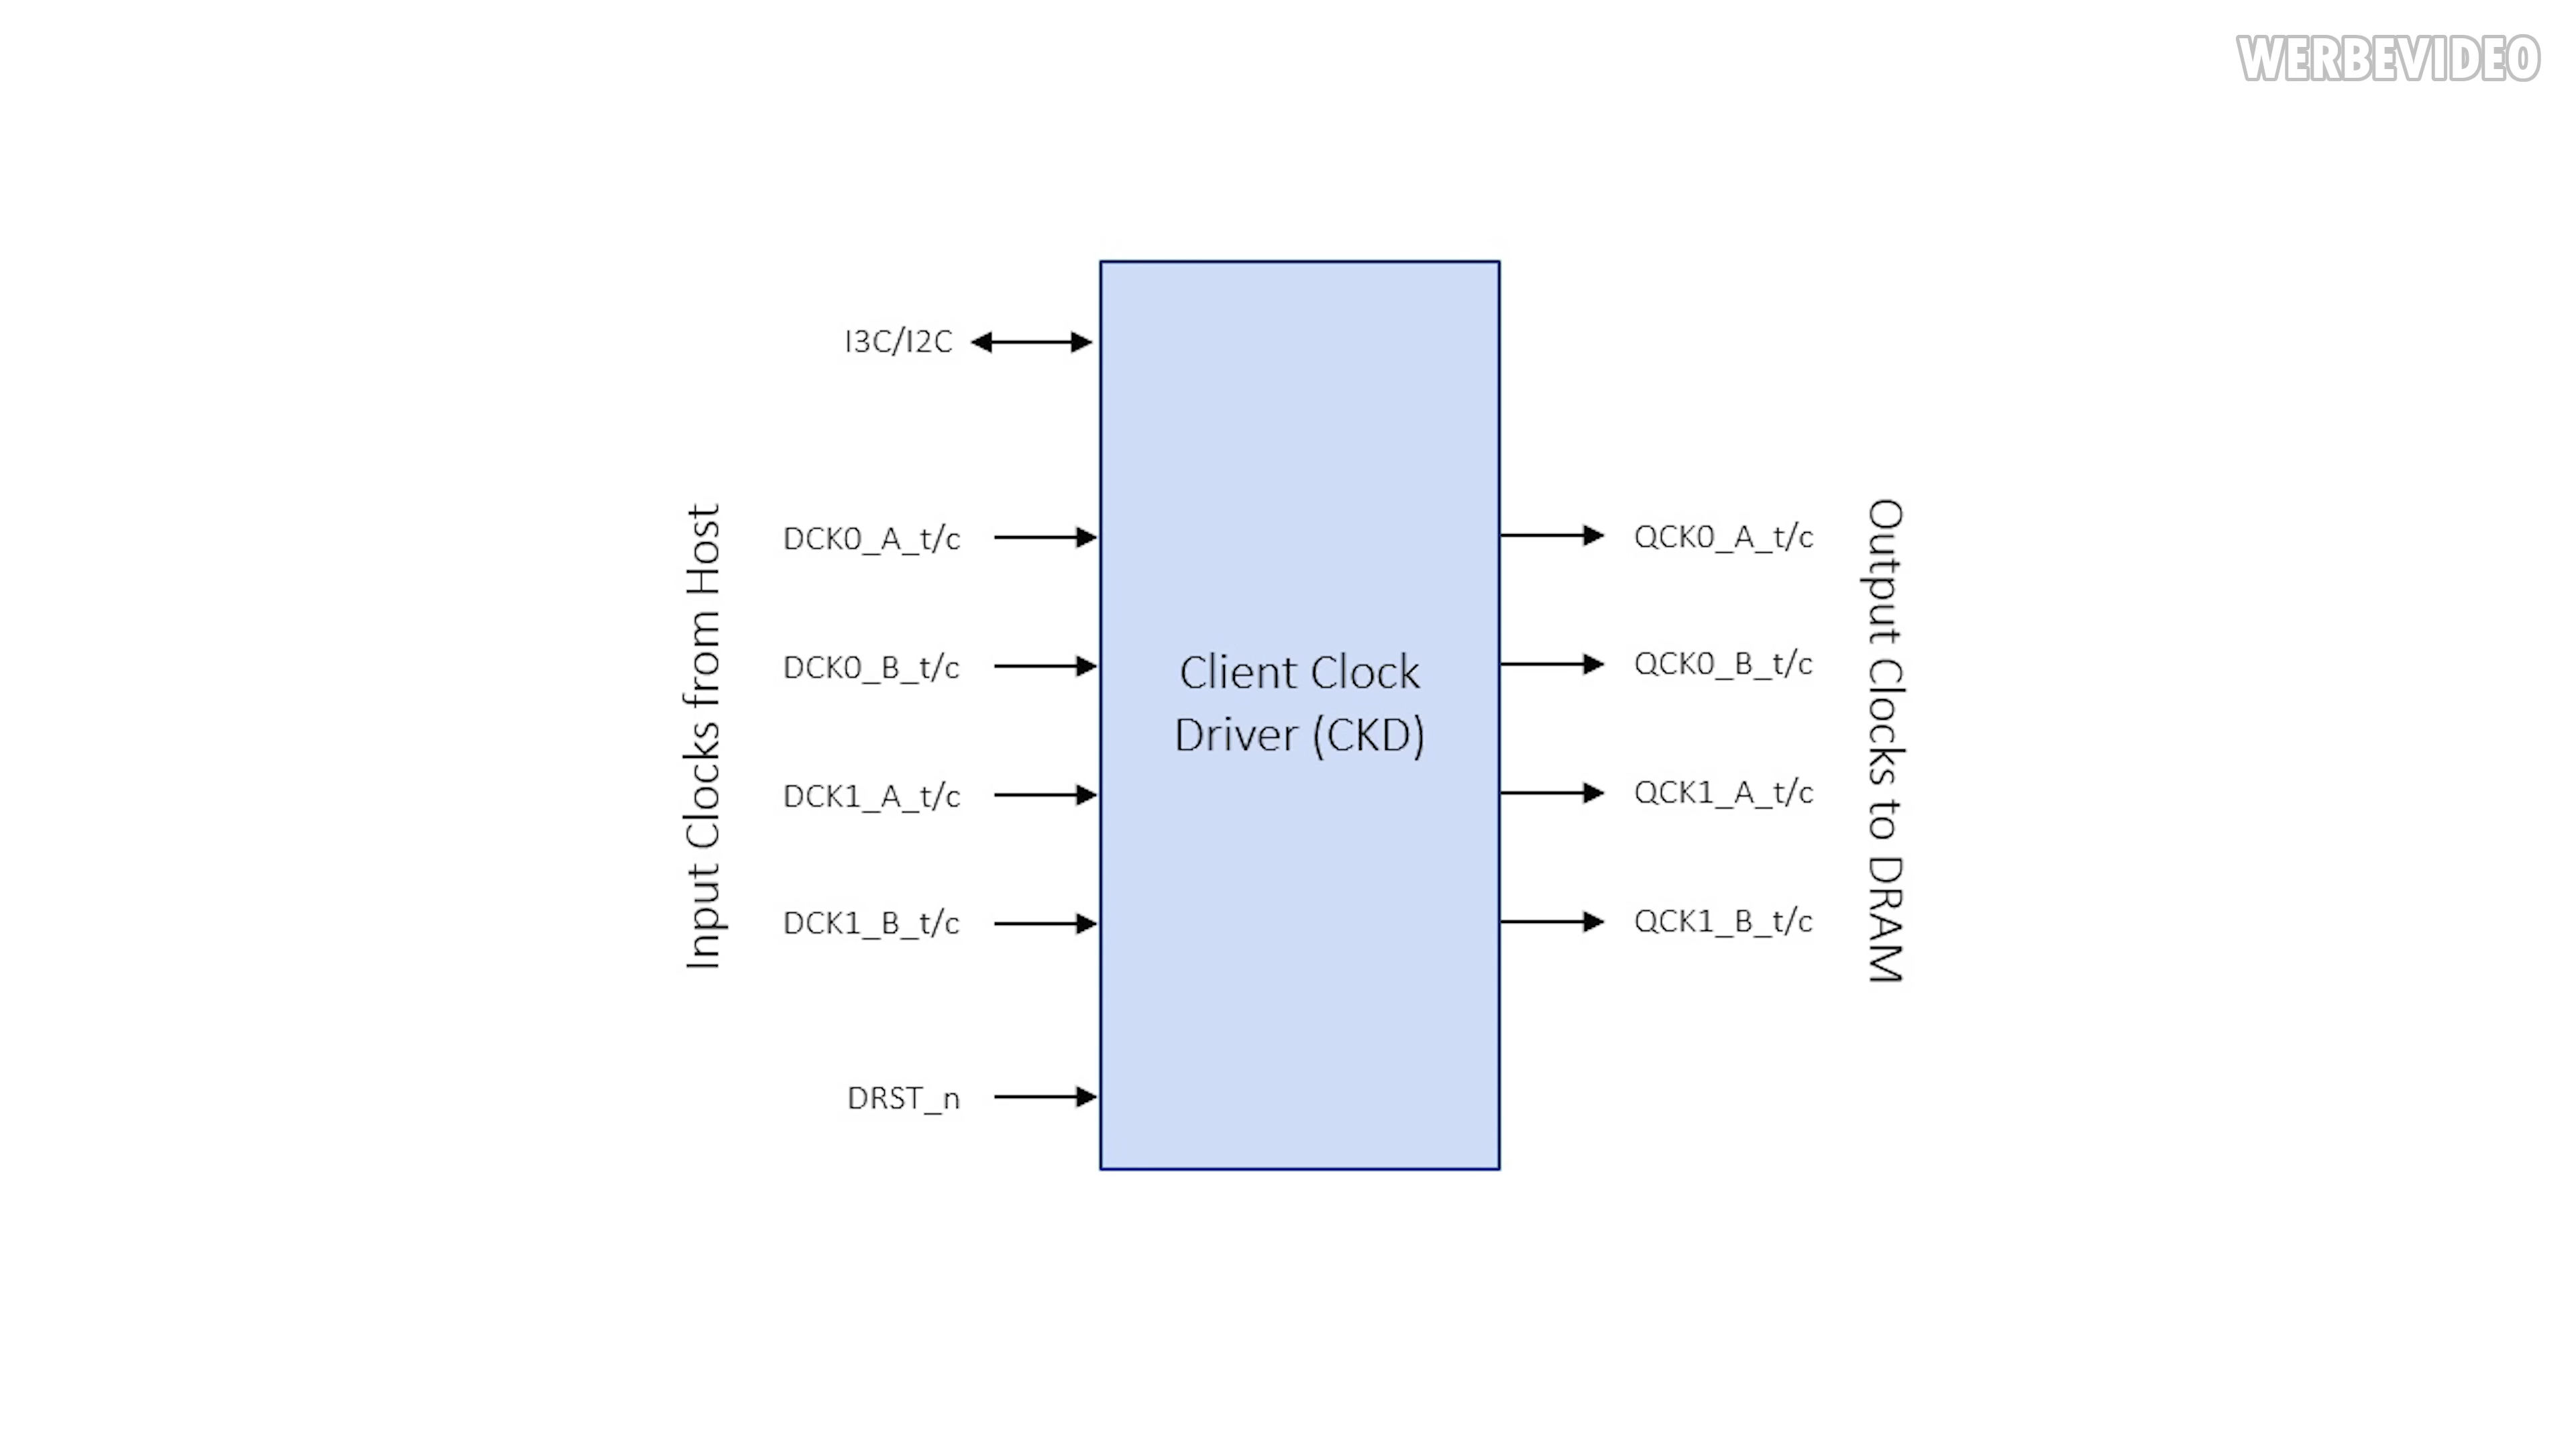 WERBEVIDEO
I3C/I2C
Input Clocks from Host
DCK0_A_t/c
DCK0_B_t/c
DCK1_A_t/c
DCK1_B_t/c
DRST_n
Client Clock
Driver (CKD)
QCK0_A_t/c
QCK0_B_t/c
QCK1_A_t/c
QCK1_B_t/c
Output Clocks to DRAM